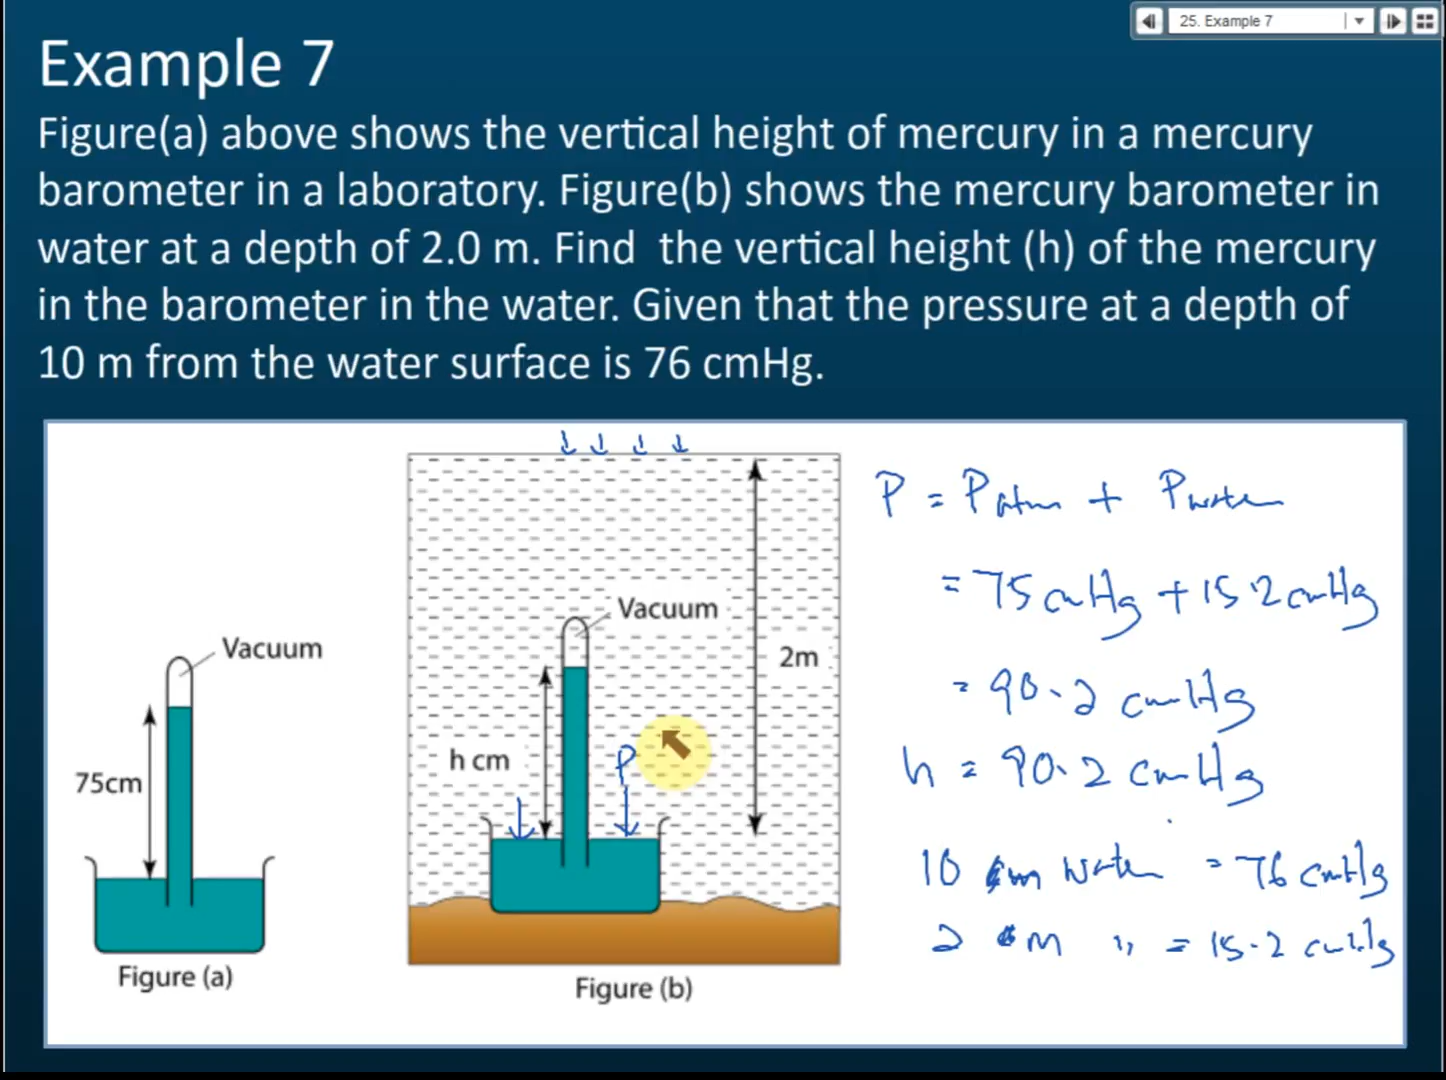 25. Example 7
Example 7
Figure(a) above shows the vertical height of mercury in a mercury
barometer in a laboratory. Figure(b) shows the mercury barometer in
water at a depth of 2.0 m. Find the vertical height (h) of the mercury
in the barometer in the water. Given that the pressure at a depth of
10 m from the water surface is 76 cmHg.
Vacuum
75cm
Figure (a)
Vacuum
2m
h cm
P
Figure (b)
P = Patm + Pwater
= 75 cmHg + 15.2 cmHg
= 90.2 cmHg
h = 90.2 cmHg
10 m water = 76 cmHg
2 m " = 15.2 cmHg